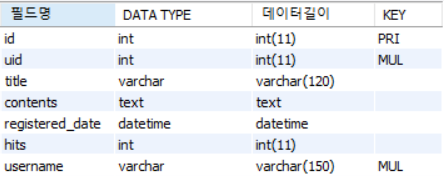 필드명 DATA TYPE 데이터길이 KEY
id int int(11) PRI
uid int int(11) MUL
title varchar varchar(120)
contents text text
registered_date datetime datetime
hits int int(11)
username varchar varchar(150) MUL